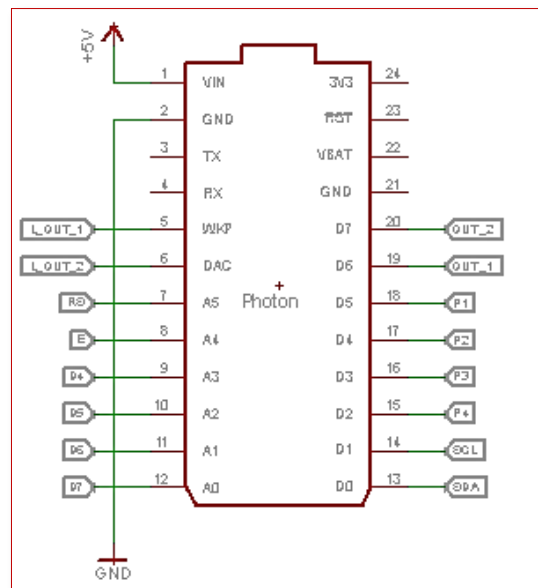 +5V
1 VIN 3V3 24
2 GND RST 23
3 TX VBAT 22
4 RX GND 21
L_OUT_1 5 WKP D7 20 OUT_2
L_OUT_2 6 DAC D6 19 OUT_1
RS 7 A5 D5 18 P1
Photon
E 8 A4 D4 17 P2
D4 9 A3 D3 16 P3
D5 10 A2 D2 15 P4
D6 11 A1 D1 14 SCL
D7 12 A0 D0 13 SDA
GND